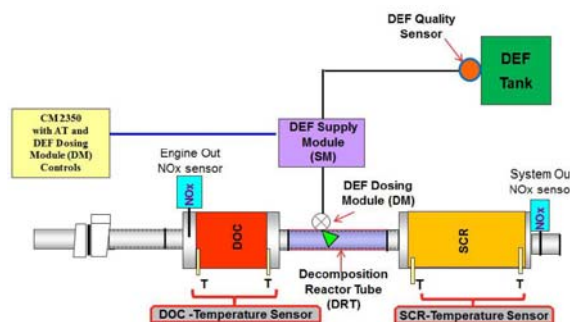 DEF Quality
Sensor
DEF
Tank
CM2350
with AT and
DEF Dosing
Module (DM)
Controls
DEF Supply
Module
(SM)
Engine Out
NOx sensor
NOx
DEF Dosing
Module (DM)
System Out
NOx sensor
NOx
DOC
SCR
Decomposition
Reactor Tube
(DRT)
T
T
T
T
DOC -Temperature Sensor
SCR-Temperature Sensor